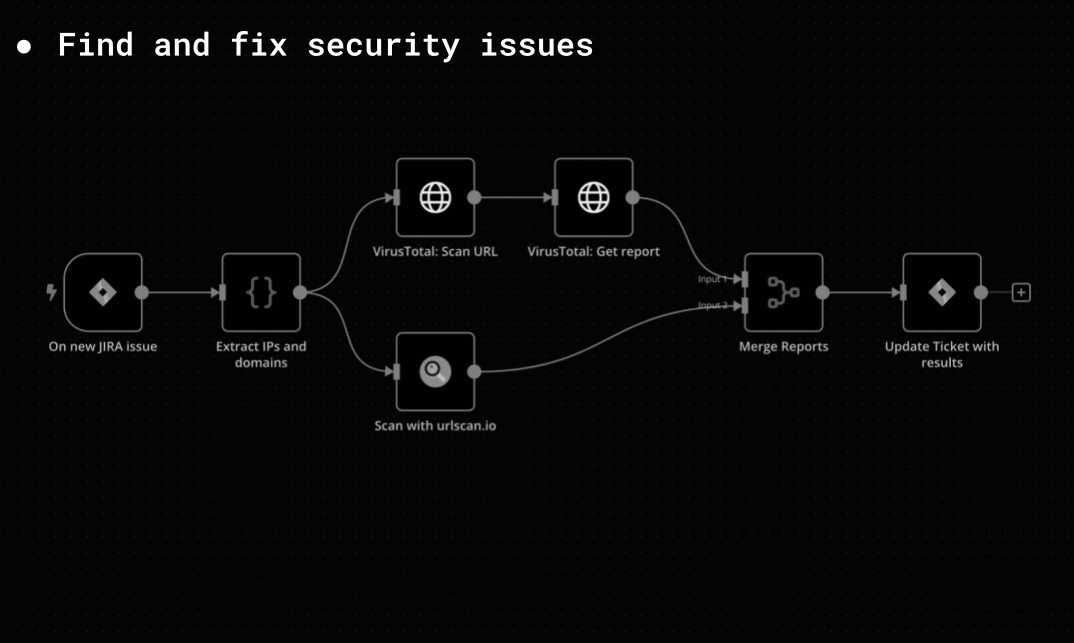 ● Find and fix security issues
VirusTotal: Scan URL
VirusTotal: Get report
Input 1
Input 2
On new JIRA issue
Extract IPs and
domains
Merge Reports
Update Ticket with
results
Scan with urlscan.io